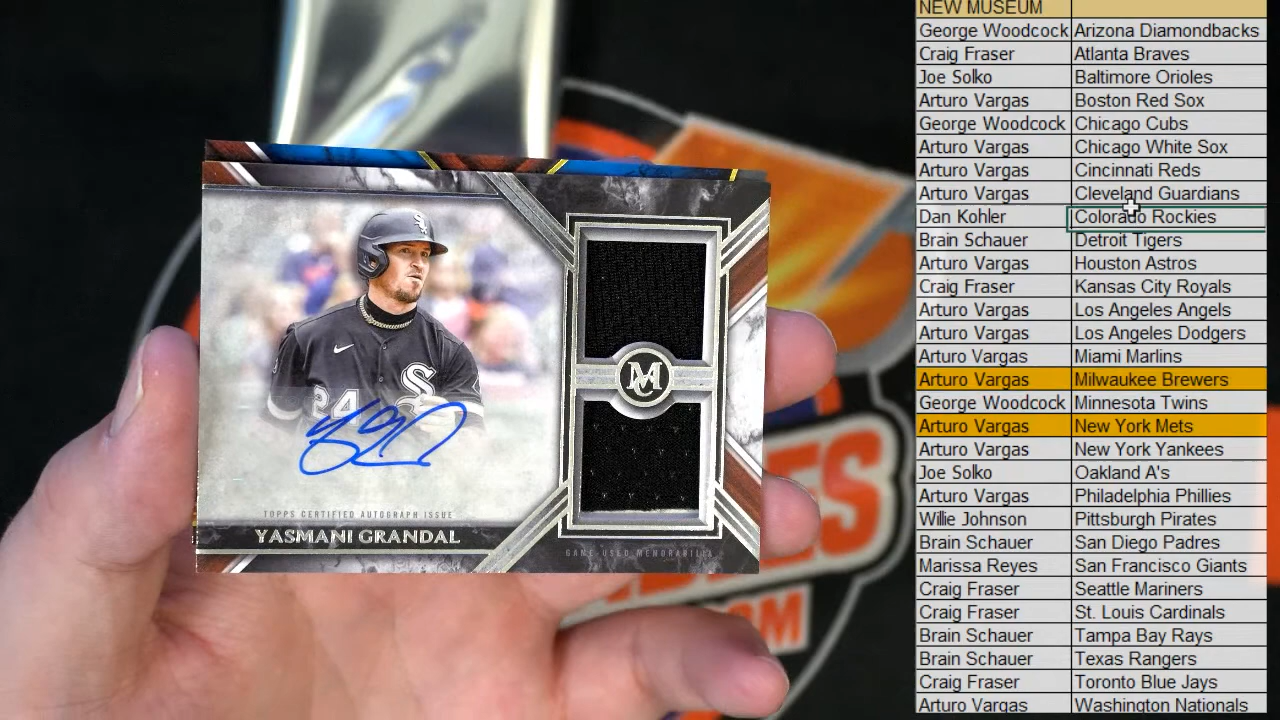 NEW MUSEUM
George Woodcock Arizona Diamondbacks
Craig Fraser Atlanta Braves
Joe Solko Baltimore Orioles
Arturo Vargas Boston Red Sox
George Woodcock Chicago Cubs
Arturo Vargas Chicago White Sox
Arturo Vargas Cincinnati Reds
Arturo Vargas Cleveland Guardians
Dan Kohler Colorado Rockies
Brain Schauer Detroit Tigers
Arturo Vargas Houston Astros
Craig Fraser Kansas City Royals
Arturo Vargas Los Angeles Angels
Arturo Vargas Los Angeles Dodgers
Arturo Vargas Miami Marlins
Arturo Vargas Milwaukee Brewers
George Woodcock Minnesota Twins
Arturo Vargas New York Mets
Arturo Vargas New York Yankees
Joe Solko Oakland A's
Arturo Vargas Philadelphia Phillies
Willie Johnson Pittsburgh Pirates
Brain Schauer San Diego Padres
Marissa Reyes San Francisco Giants
Craig Fraser Seattle Mariners
Craig Fraser St. Louis Cardinals
Brain Schauer Tampa Bay Rays
Brain Schauer Texas Rangers
Craig Fraser Toronto Blue Jays
Arturo Vargas Washington Nationals
24
TOPPS CERTIFIED AUTOGRAPH ISSUE
YASMANI GRANDAL
GAME-USED MEMORABILIA